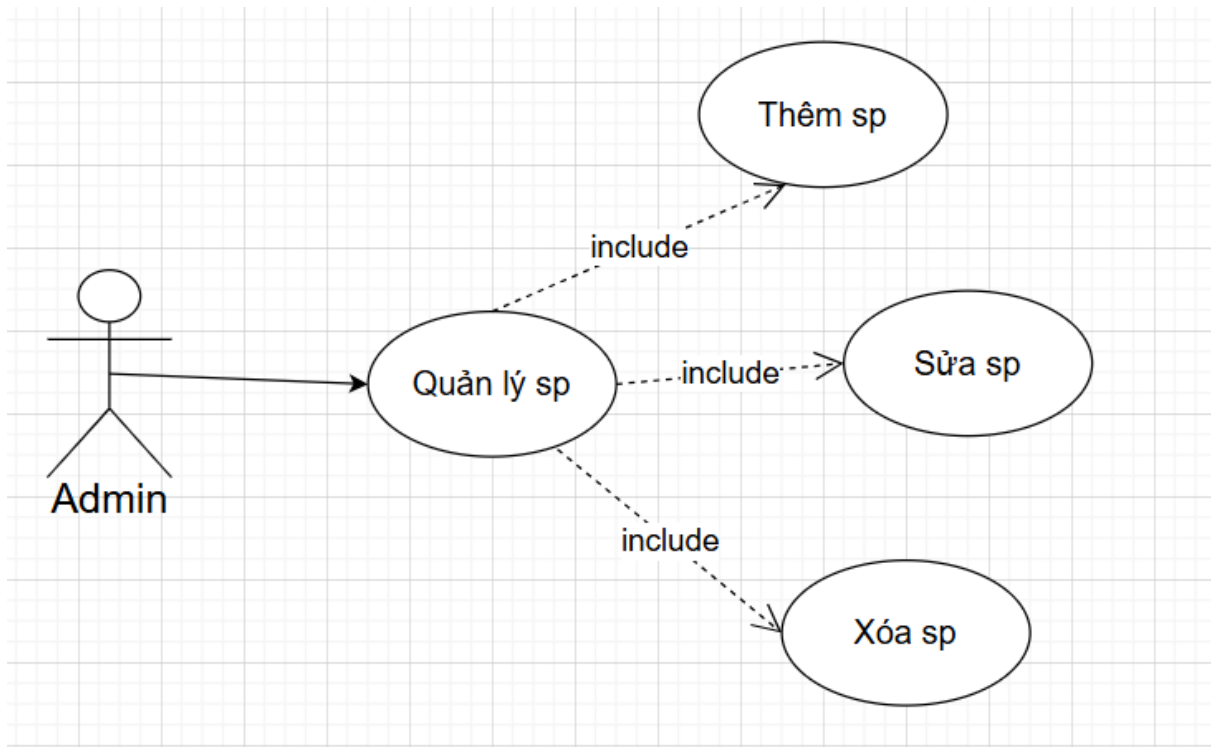 Thêm sp
include
Sửa sp
include
Quản lý sp
Admin
include
Xóa sp